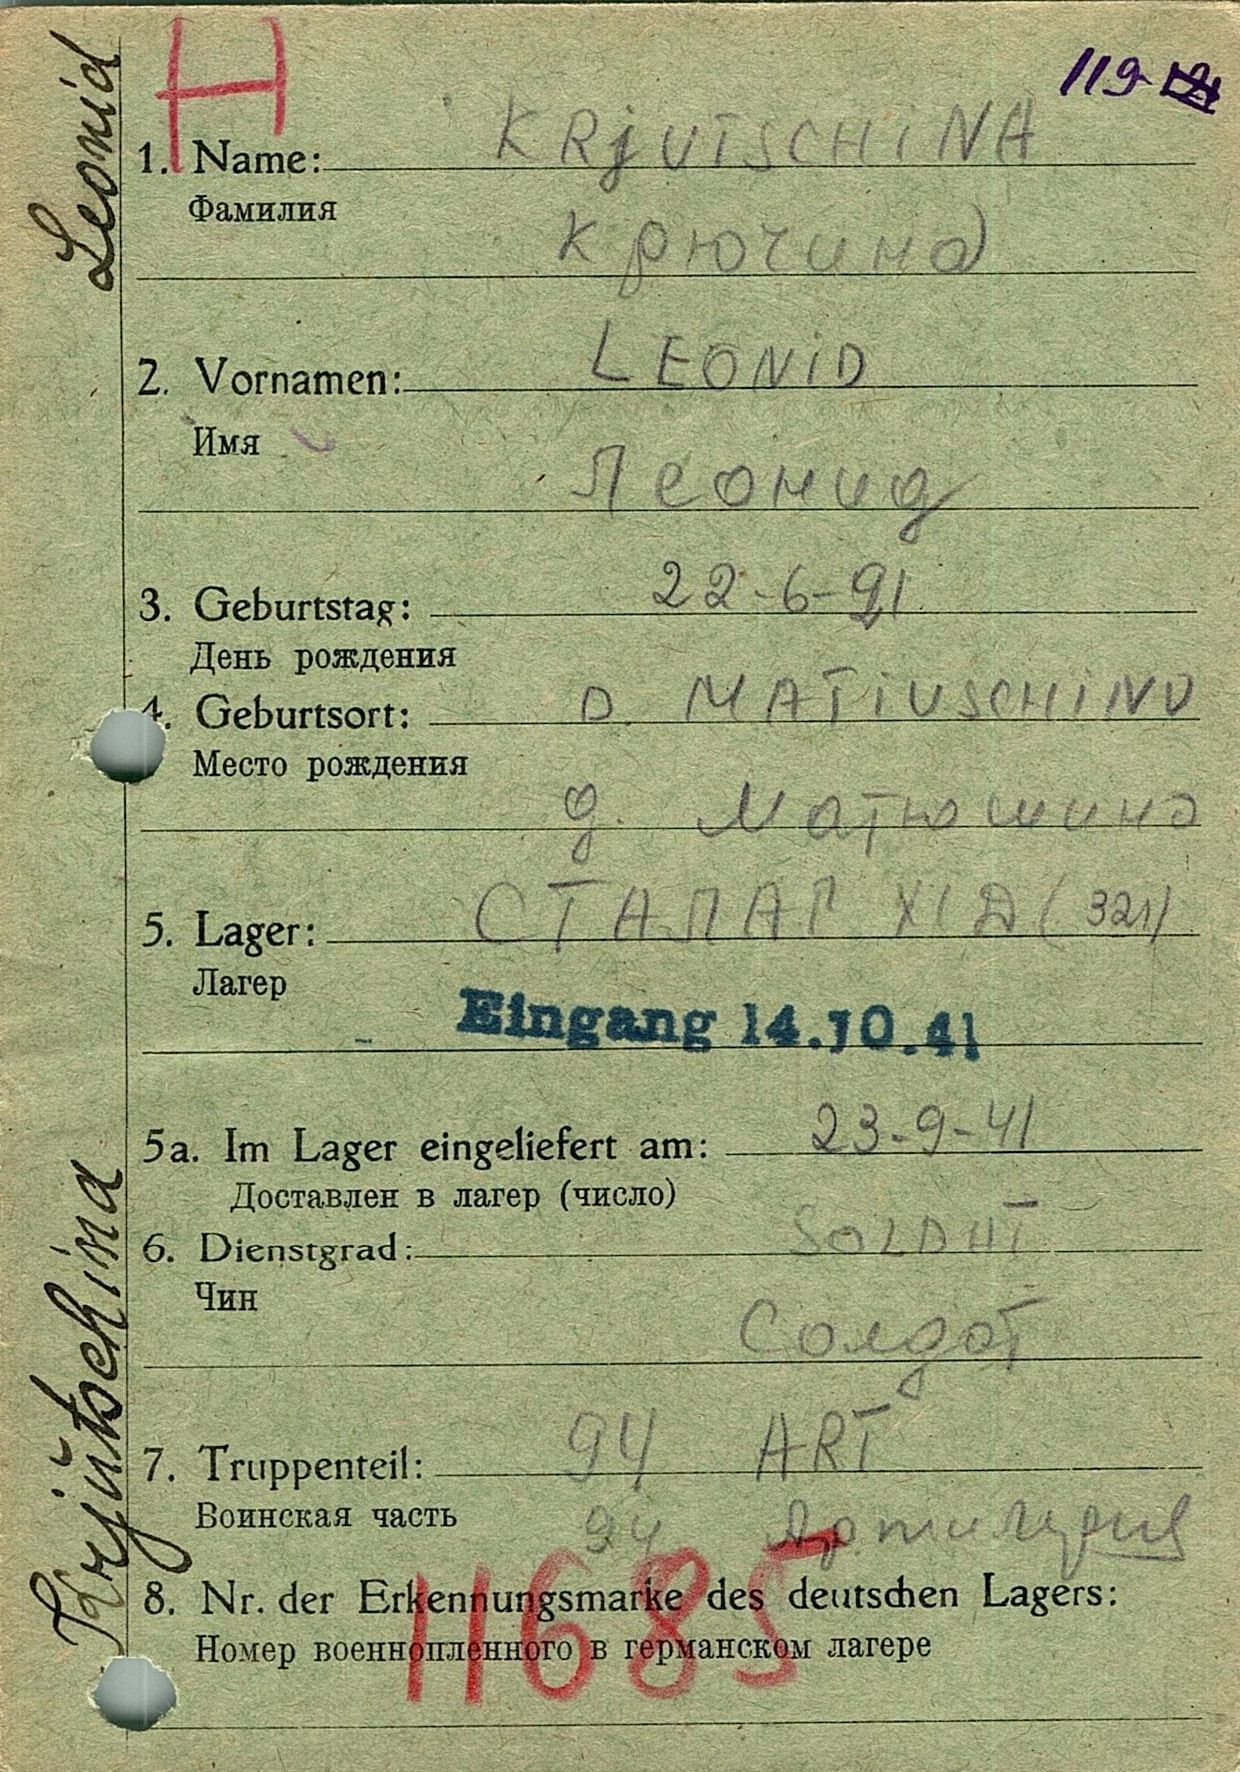 Leonid
Krjutschina
H
119
1. Name: KRjUTSCHiNA
Фамилия
Крючина
2. Vornamen: LEONiD
Имя
Леонид
3. Geburtstag: 22-6-91
День рождения
4. Geburtsort: D. MATiUSCHiNO
Место рождения
д. Матюшино
5. Lager: СТАЛАГ XI D (321)
Лагер
Eingang 14.10.41
5a. Im Lager eingeliefert am: 23-9-41
Доставлен в лагер (число)
6. Dienstgrad: SOLDAT
Чин
Солдат
7. Truppenteil: 94 ART
Воинская часть 94 Артилерия
8. Nr. der Erkennungsmarke des deutschen Lagers:
Номер военнопленного в германском лагере
11685